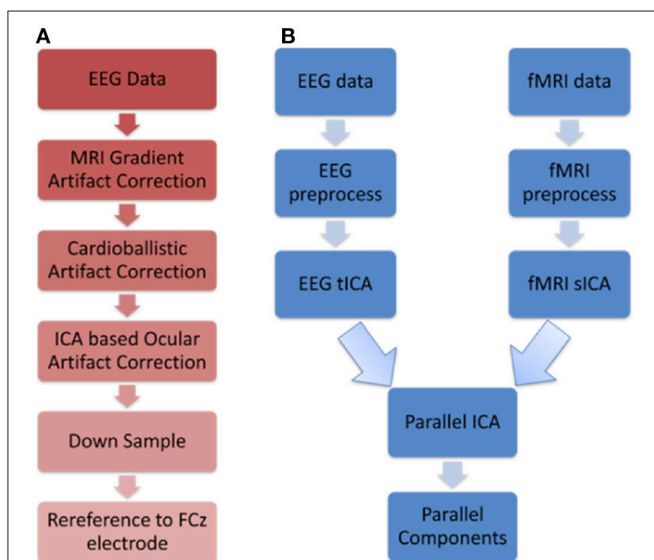 A
EEG Data
MRI Gradient
Artifact Correction
Cardioballistic
Artifact Correction
ICA based Ocular
Artifact Correction
Down Sample
Rereference to FCz
electrode
B
EEG data
fMRI data
EEG
preprocess
fMRI
preprocess
EEG tICA
fMRI sICA
Parallel ICA
Parallel
Components